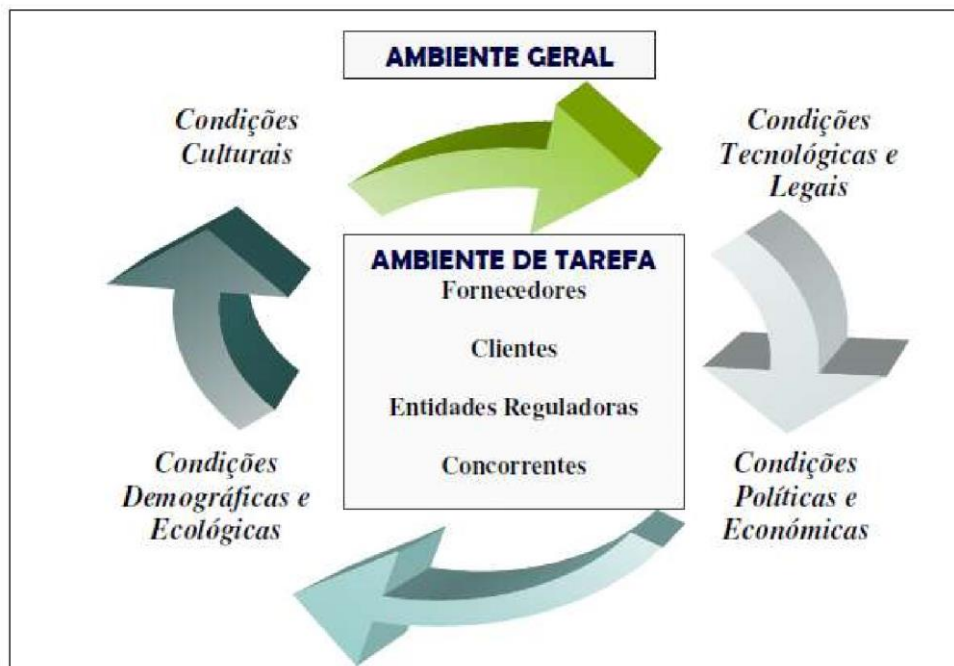 AMBIENTE GERAL
Condições
Culturais
Condições
Tecnológicas e
Legais
AMBIENTE DE TAREFA
Fornecedores
Clientes
Entidades Reguladoras
Concorrentes
Condições
Demográficas e
Ecológicas
Condições
Políticas e
Económicas